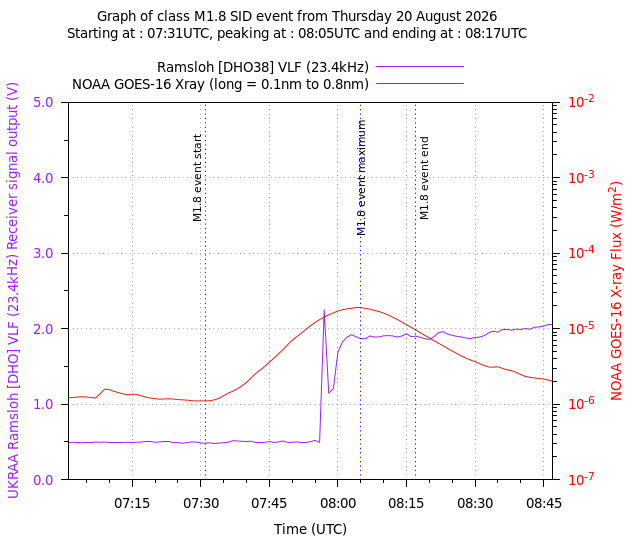 Graph of class M1.8 SID event from Thursday 20 August 2026
Starting at : 07:31UTC, peaking at : 08:05UTC and ending at : 08:17UTC
Ramsloh [DHO38] VLF (23.4kHz)
NOAA GOES-16 Xray (long = 0.1nm to 0.8nm)
UKRAA Ramsloh [DHO] VLF (23.4kHz) Receiver signal output (V)
5.0
4.0
3.0
2.0
1.0
0.0
M1.8 event start
M1.8 event maximum
M1.8 event end
10⁻²
10⁻³
10⁻⁴
10⁻⁵
10⁻⁶
10⁻⁷
NOAA GOES-16 X-ray Flux (W/m²)
07:15 07:30 07:45 08:00 08:15 08:30 08:45
Time (UTC)